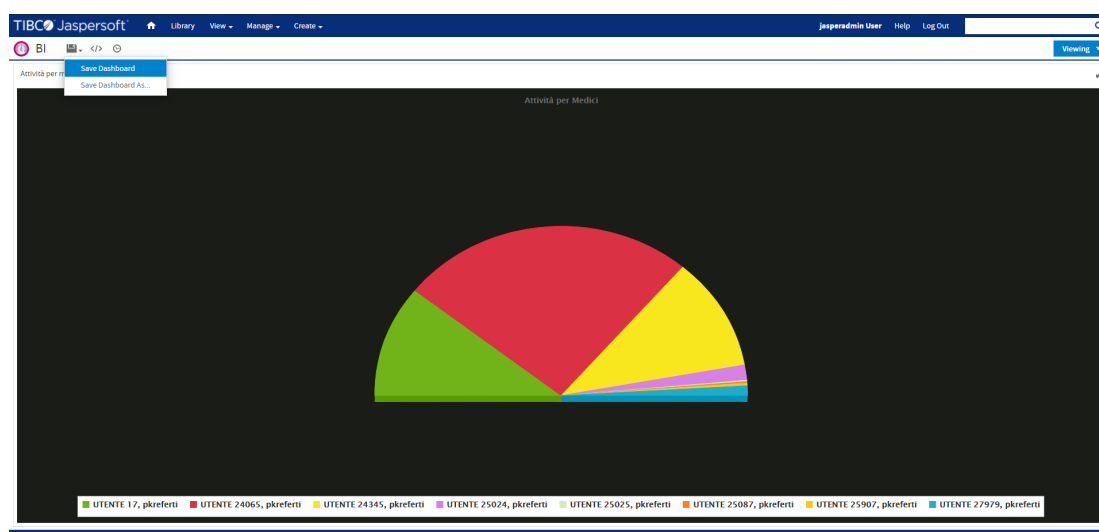 TIBCO Jaspersoft® Library View Manage Create jasperadmin User Help Log Out
BI </> Viewing
Save Dashboard
Save Dashboard As...
Attività per m
Attività per Medici
UTENTE 17, pkreferti UTENTE 24065, pkreferti UTENTE 24345, pkreferti UTENTE 25024, pkreferti UTENTE 25025, pkreferti UTENTE 25087, pkreferti UTENTE 25907, pkreferti UTENTE 27979, pkreferti